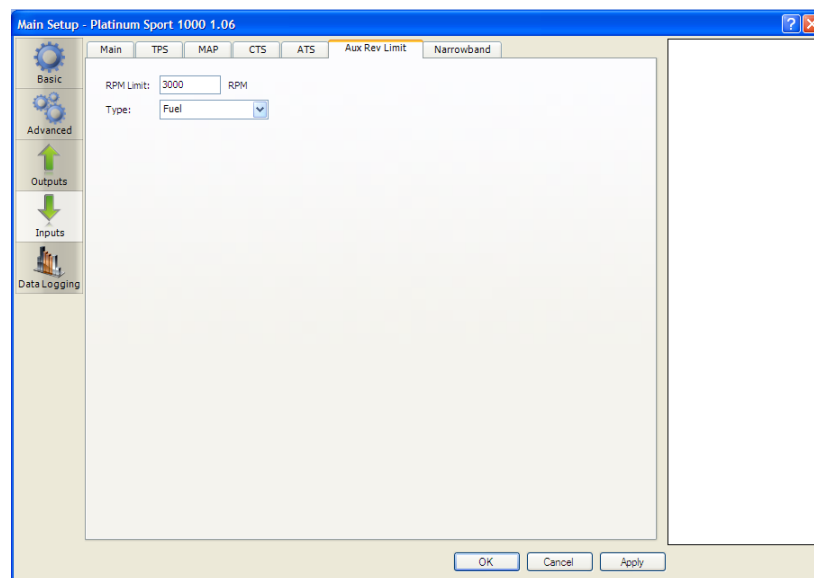 Main Setup - Platinum Sport 1000 1.06
Main TPS MAP CTS ATS Aux Rev Limit Narrowband
Basic
Advanced
Outputs
Inputs
Data Logging
RPM Limit: 3000 RPM
Type: Fuel
OK Cancel Apply